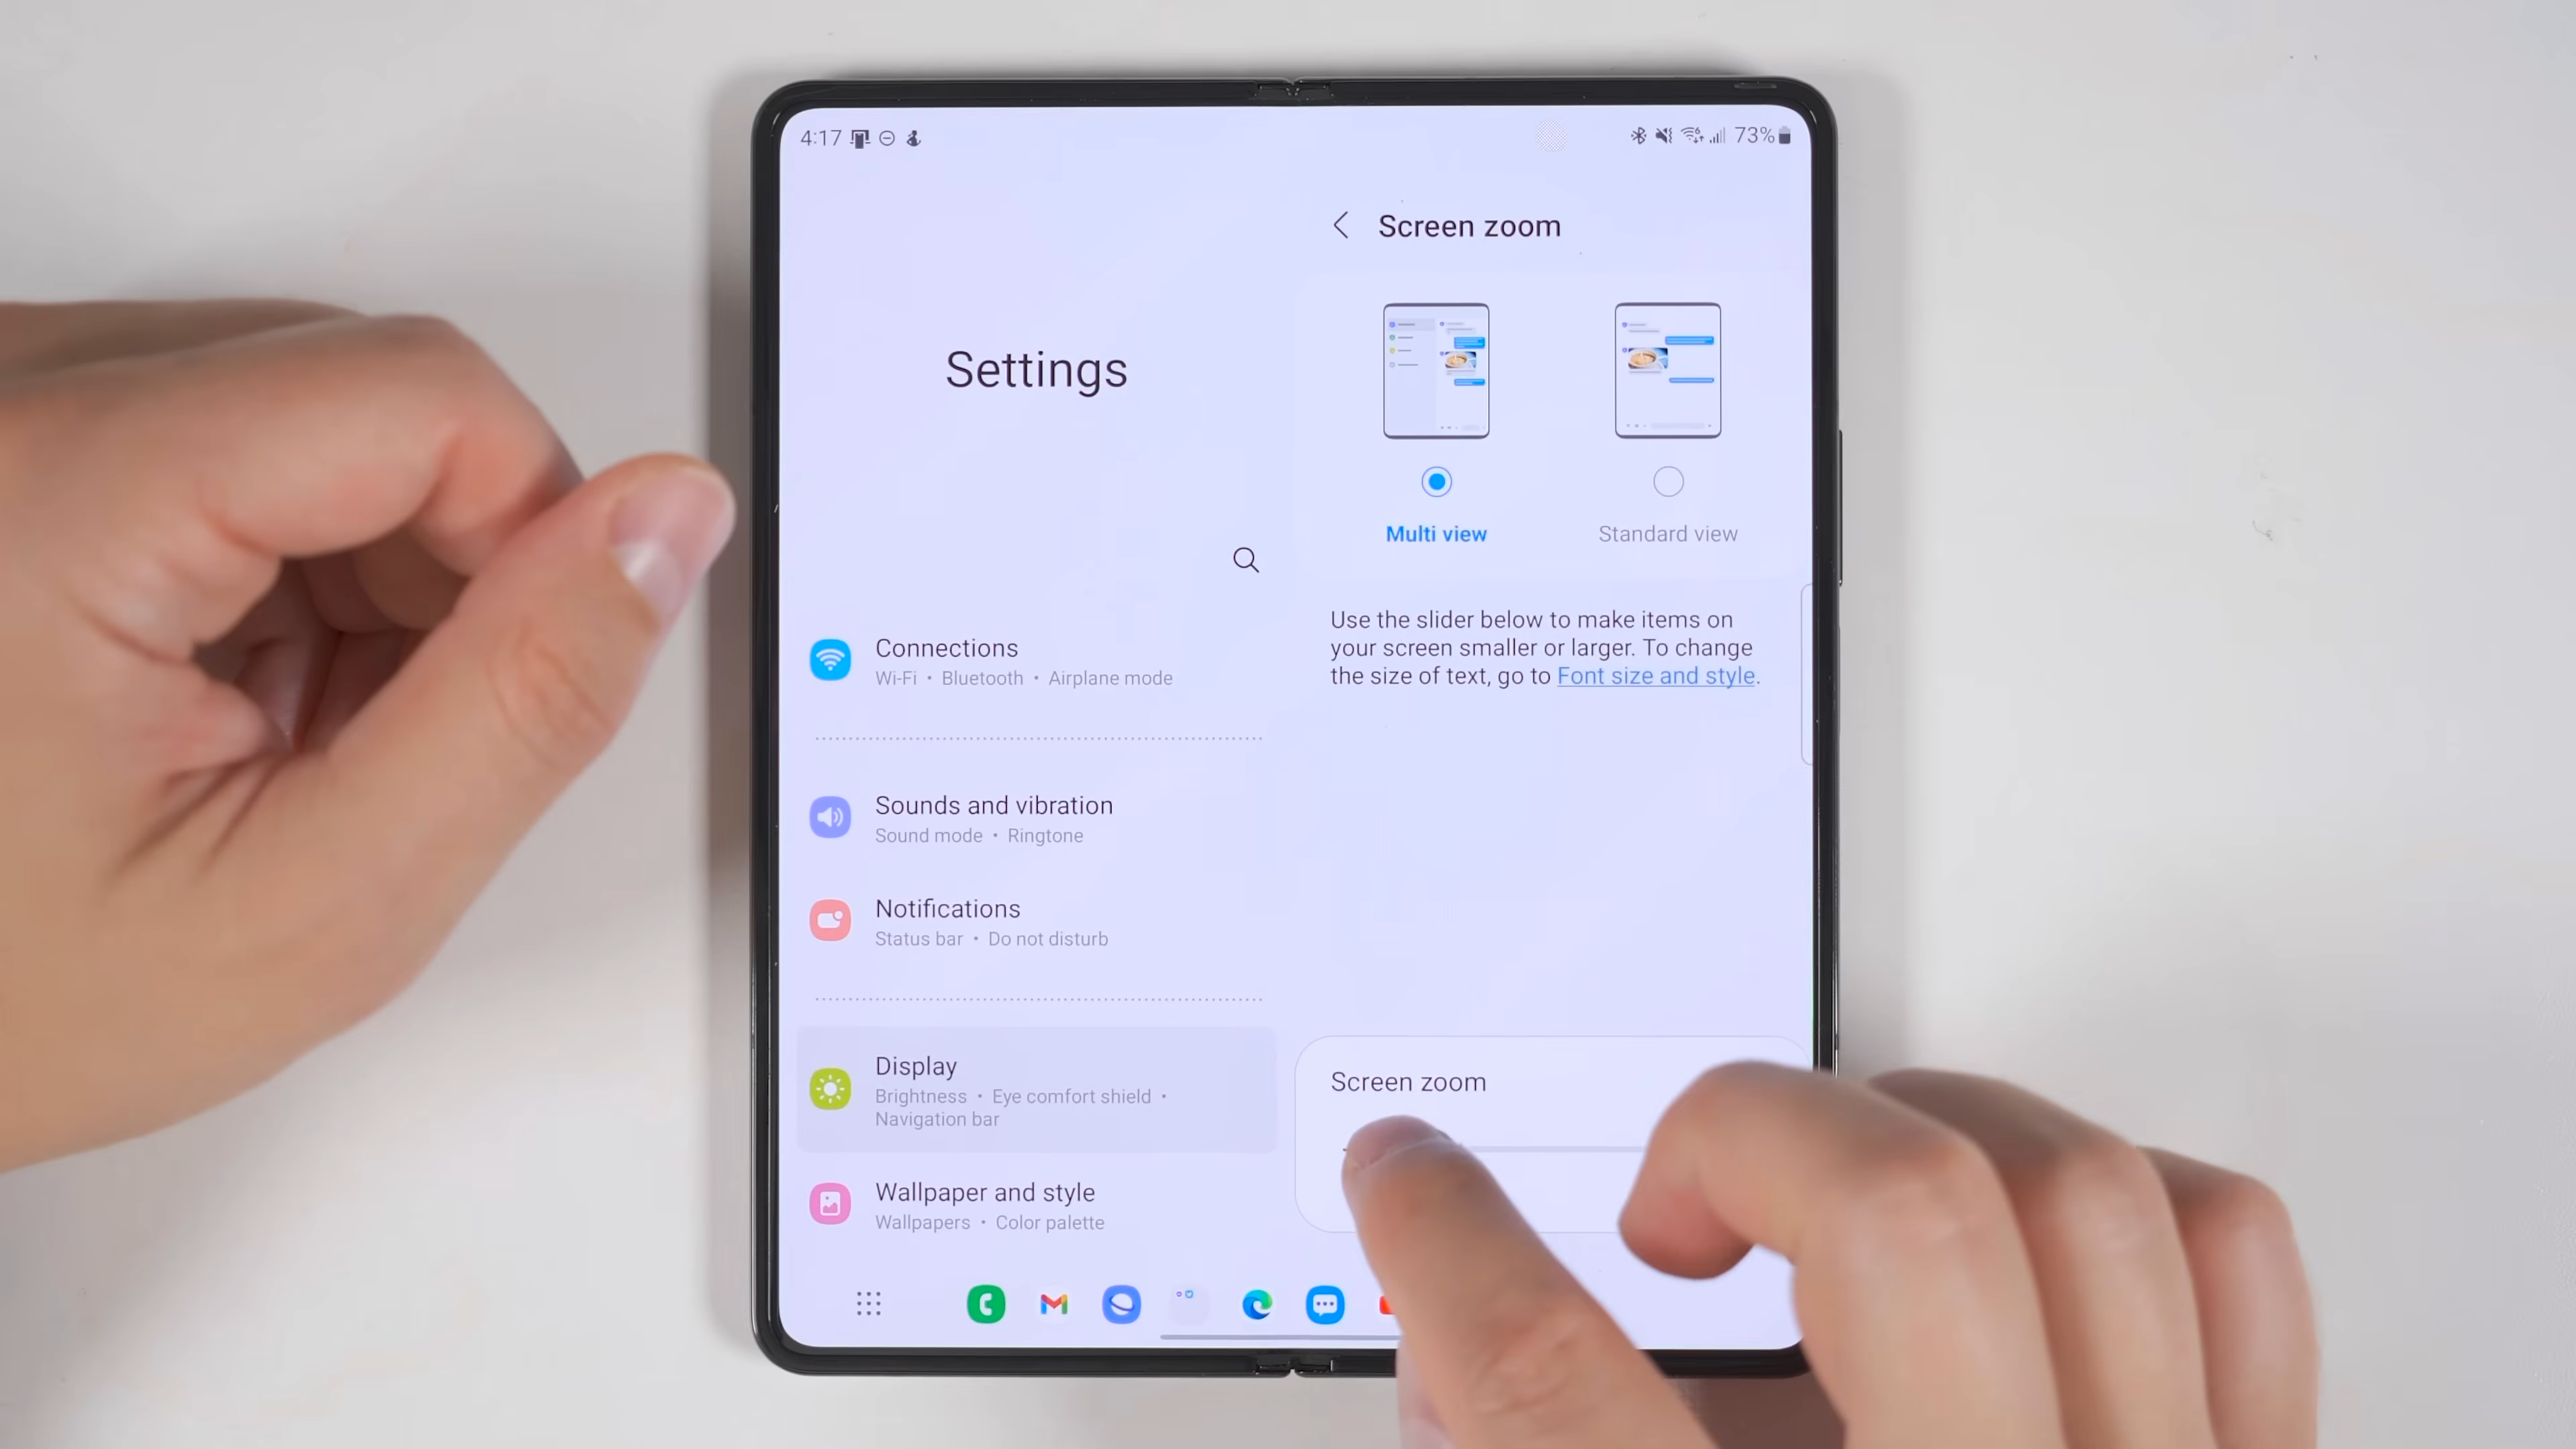 4:17
73%
Settings
Connections
Wi-Fi • Bluetooth • Airplane mode
Sounds and vibration
Sound mode • Ringtone
Notifications
Status bar • Do not disturb
Display
Brightness • Eye comfort shield •
Navigation bar
Wallpaper and style
Wallpapers • Color palette
Screen zoom
Multi view
Standard view
Use the slider below to make items on
your screen smaller or larger. To change
the size of text, go to Font size and style.
Screen zoom